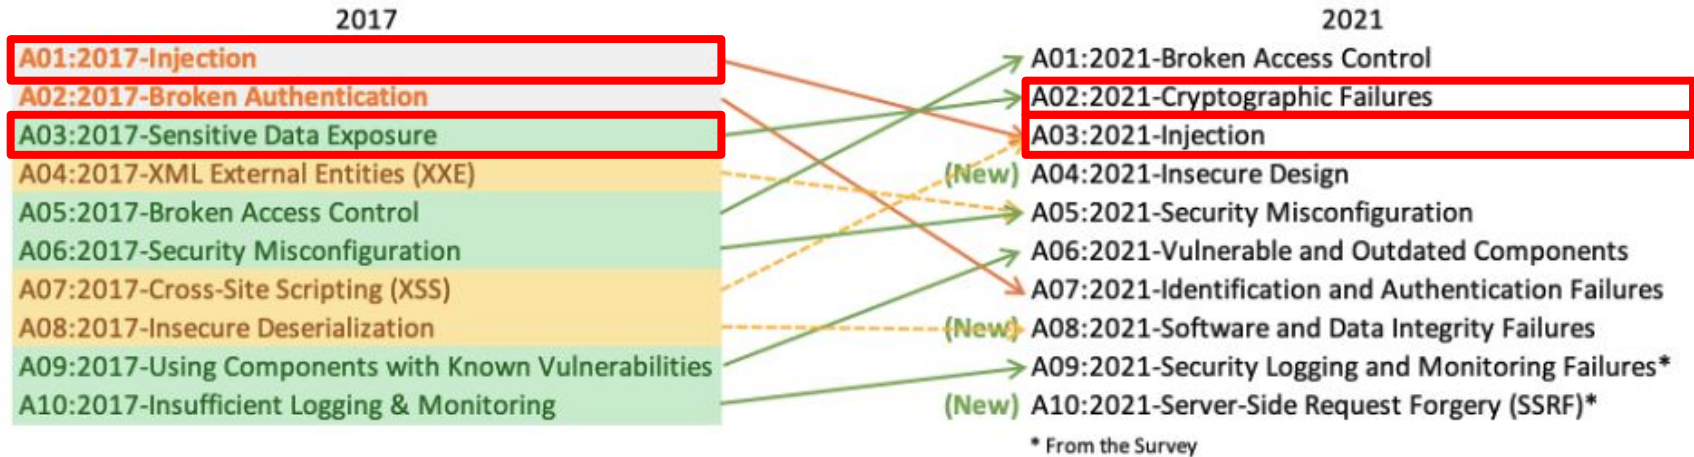 2017
A01:2017-Injection
A02:2017-Broken Authentication
A03:2017-Sensitive Data Exposure
A04:2017-XML External Entities (XXE)
A05:2017-Broken Access Control
A06:2017-Security Misconfiguration
A07:2017-Cross-Site Scripting (XSS)
A08:2017-Insecure Deserialization
A09:2017-Using Components with Known Vulnerabilities
A10:2017-Insufficient Logging & Monitoring
2021
A01:2021-Broken Access Control
A02:2021-Cryptographic Failures
A03:2021-Injection
(New) A04:2021-Insecure Design
A05:2021-Security Misconfiguration
A06:2021-Vulnerable and Outdated Components
A07:2021-Identification and Authentication Failures
(New) A08:2021-Software and Data Integrity Failures
A09:2021-Security Logging and Monitoring Failures*
(New) A10:2021-Server-Side Request Forgery (SSRF)*
* From the Survey